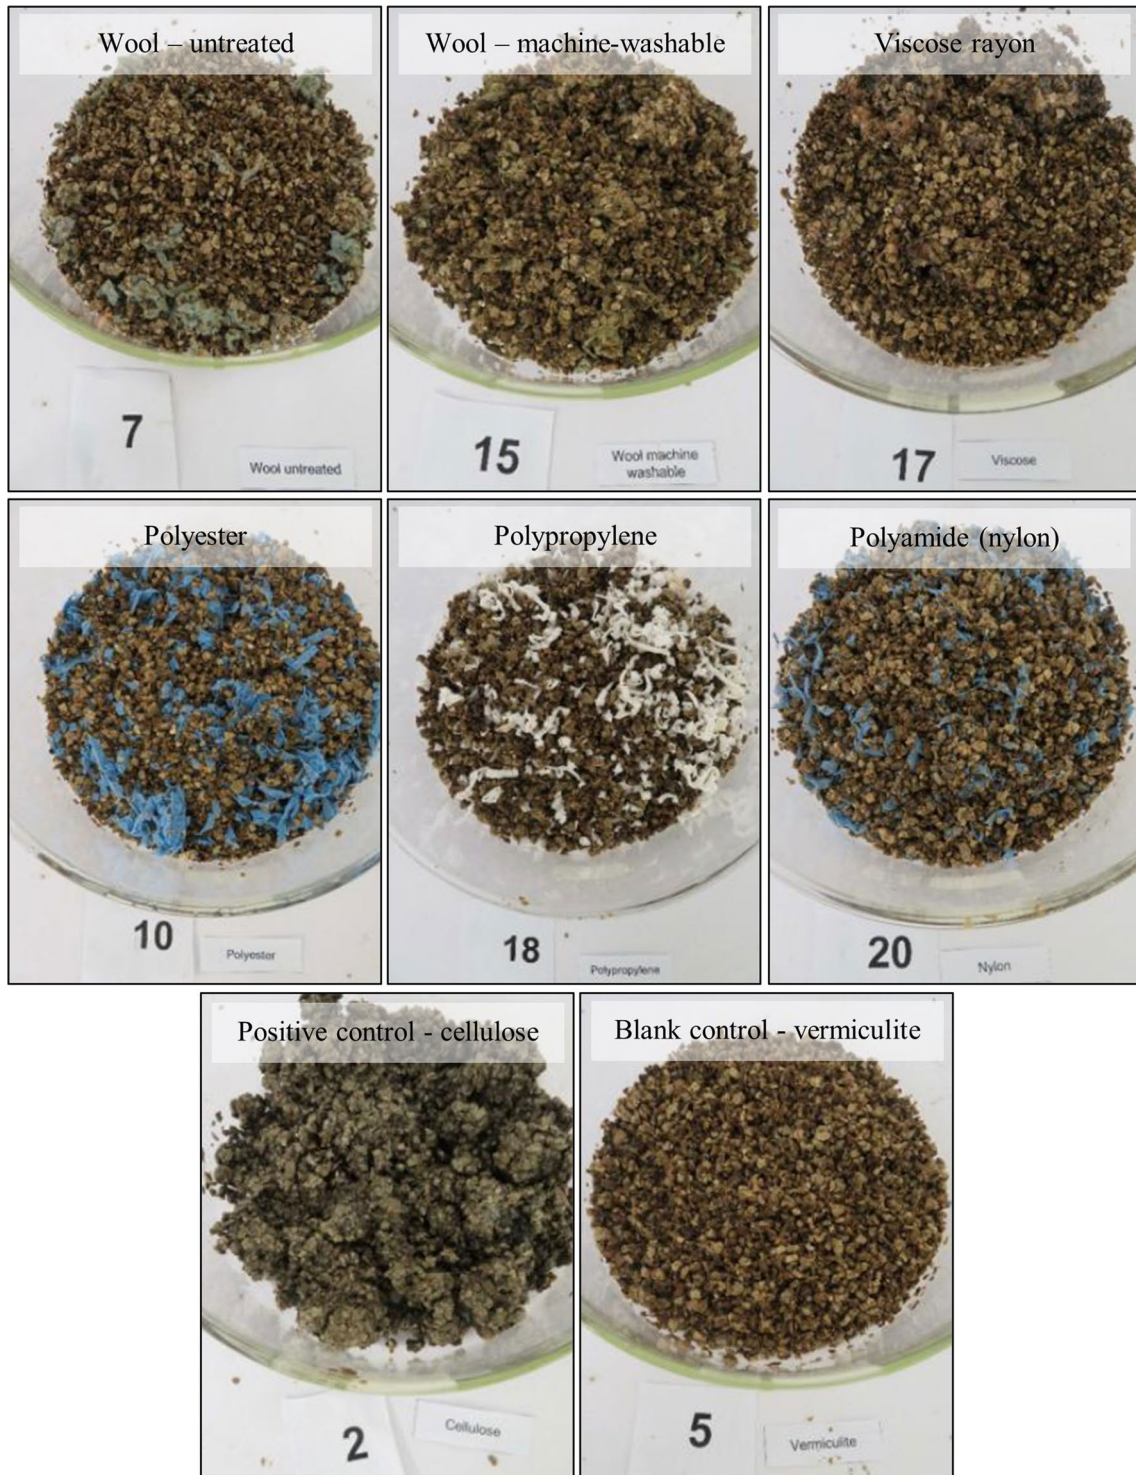 Wool – untreated
7
Wool untreated
Wool – machine-washable
15
Wool machine
washable
Viscose rayon
17
Viscose
Polyester
10
Polyester
Polypropylene
18
Polypropylene
Polyamide (nylon)
20
Nylon
Positive control - cellulose
2
Cellulose
Blank control - vermiculite
5
Vermiculite